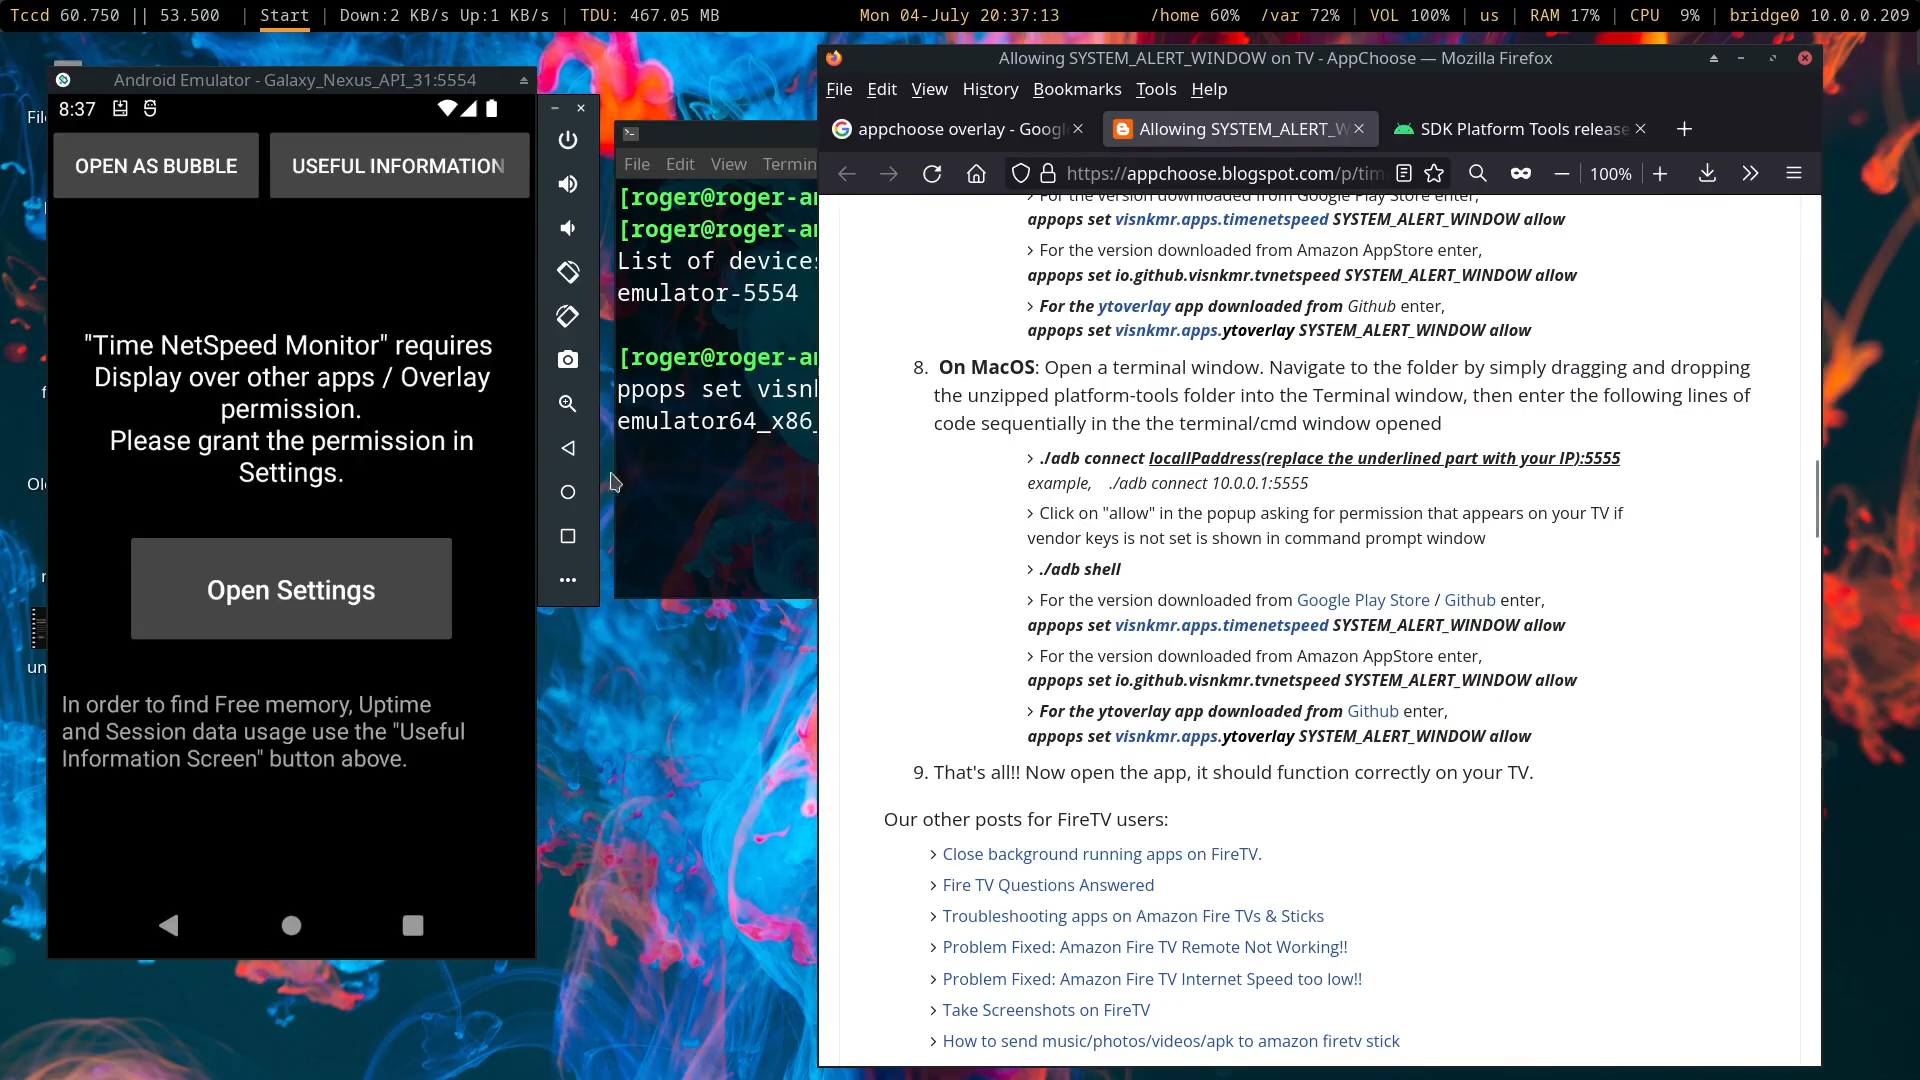 Tccd 60.750 || 53.500 | Start | Down:2 KB/s Up:1 KB/s | TDU: 467.05 MB
Mon 04-July 20:37:13
/home 60% /var 72% | VOL 100% | us | RAM 17% | CPU 9% | bridge0 10.0.0.209
Android Emulator - Galaxy_Nexus_API_31:5554
8:37
OPEN AS BUBBLE
USEFUL INFORMATION
"Time NetSpeed Monitor" requires
Display over other apps / Overlay
permission.
Please grant the permission in
Settings.
Open Settings
In order to find Free memory, Uptime
and Session data usage use the "Useful
Information Screen" button above.
File Edit View Termin
[roger@roger-a
[roger@roger-a
List of device
emulator-5554
[roger@roger-a
ppops set visn
emulator64_x86_
Allowing SYSTEM_ALERT_WINDOW on TV - AppChoose — Mozilla Firefox
File Edit View History Bookmarks Tools Help
appchoose overlay - Goog
Allowing SYSTEM_ALERT_W
SDK Platform Tools release
https://appchoose.blogspot.com/p/tim
100%
> For the version downloaded from Google Play Store enter,
appops set visnkmr.apps.timenetspeed SYSTEM_ALERT_WINDOW allow
> For the version downloaded from Amazon AppStore enter,
appops set io.github.visnkmr.tvnetspeed SYSTEM_ALERT_WINDOW allow
> For the ytoverlay app downloaded from Github enter,
appops set visnkmr.apps.ytoverlay SYSTEM_ALERT_WINDOW allow
8. On MacOS: Open a terminal window. Navigate to the folder by simply dragging and dropping
the unzipped platform-tools folder into the Terminal window, then enter the following lines of
code sequentially in the the terminal/cmd window opened
> ./adb connect localIPaddress(replace the underlined part with your IP):5555
example, ./adb connect 10.0.0.1:5555
> Click on "allow" in the popup asking for permission that appears on your TV if
vendor keys is not set is shown in command prompt window
> ./adb shell
> For the version downloaded from Google Play Store / Github enter,
appops set visnkmr.apps.timenetspeed SYSTEM_ALERT_WINDOW allow
> For the version downloaded from Amazon AppStore enter,
appops set io.github.visnkmr.tvnetspeed SYSTEM_ALERT_WINDOW allow
> For the ytoverlay app downloaded from Github enter,
appops set visnkmr.apps.ytoverlay SYSTEM_ALERT_WINDOW allow
9. That's all!! Now open the app, it should function correctly on your TV.
Our other posts for FireTV users:
> Close background running apps on FireTV.
> Fire TV Questions Answered
> Troubleshooting apps on Amazon Fire TVs & Sticks
> Problem Fixed: Amazon Fire TV Remote Not Working!!
> Problem Fixed: Amazon Fire TV Internet Speed too low!!
> Take Screenshots on FireTV
> How to send music/photos/videos/apk to amazon firetv stick